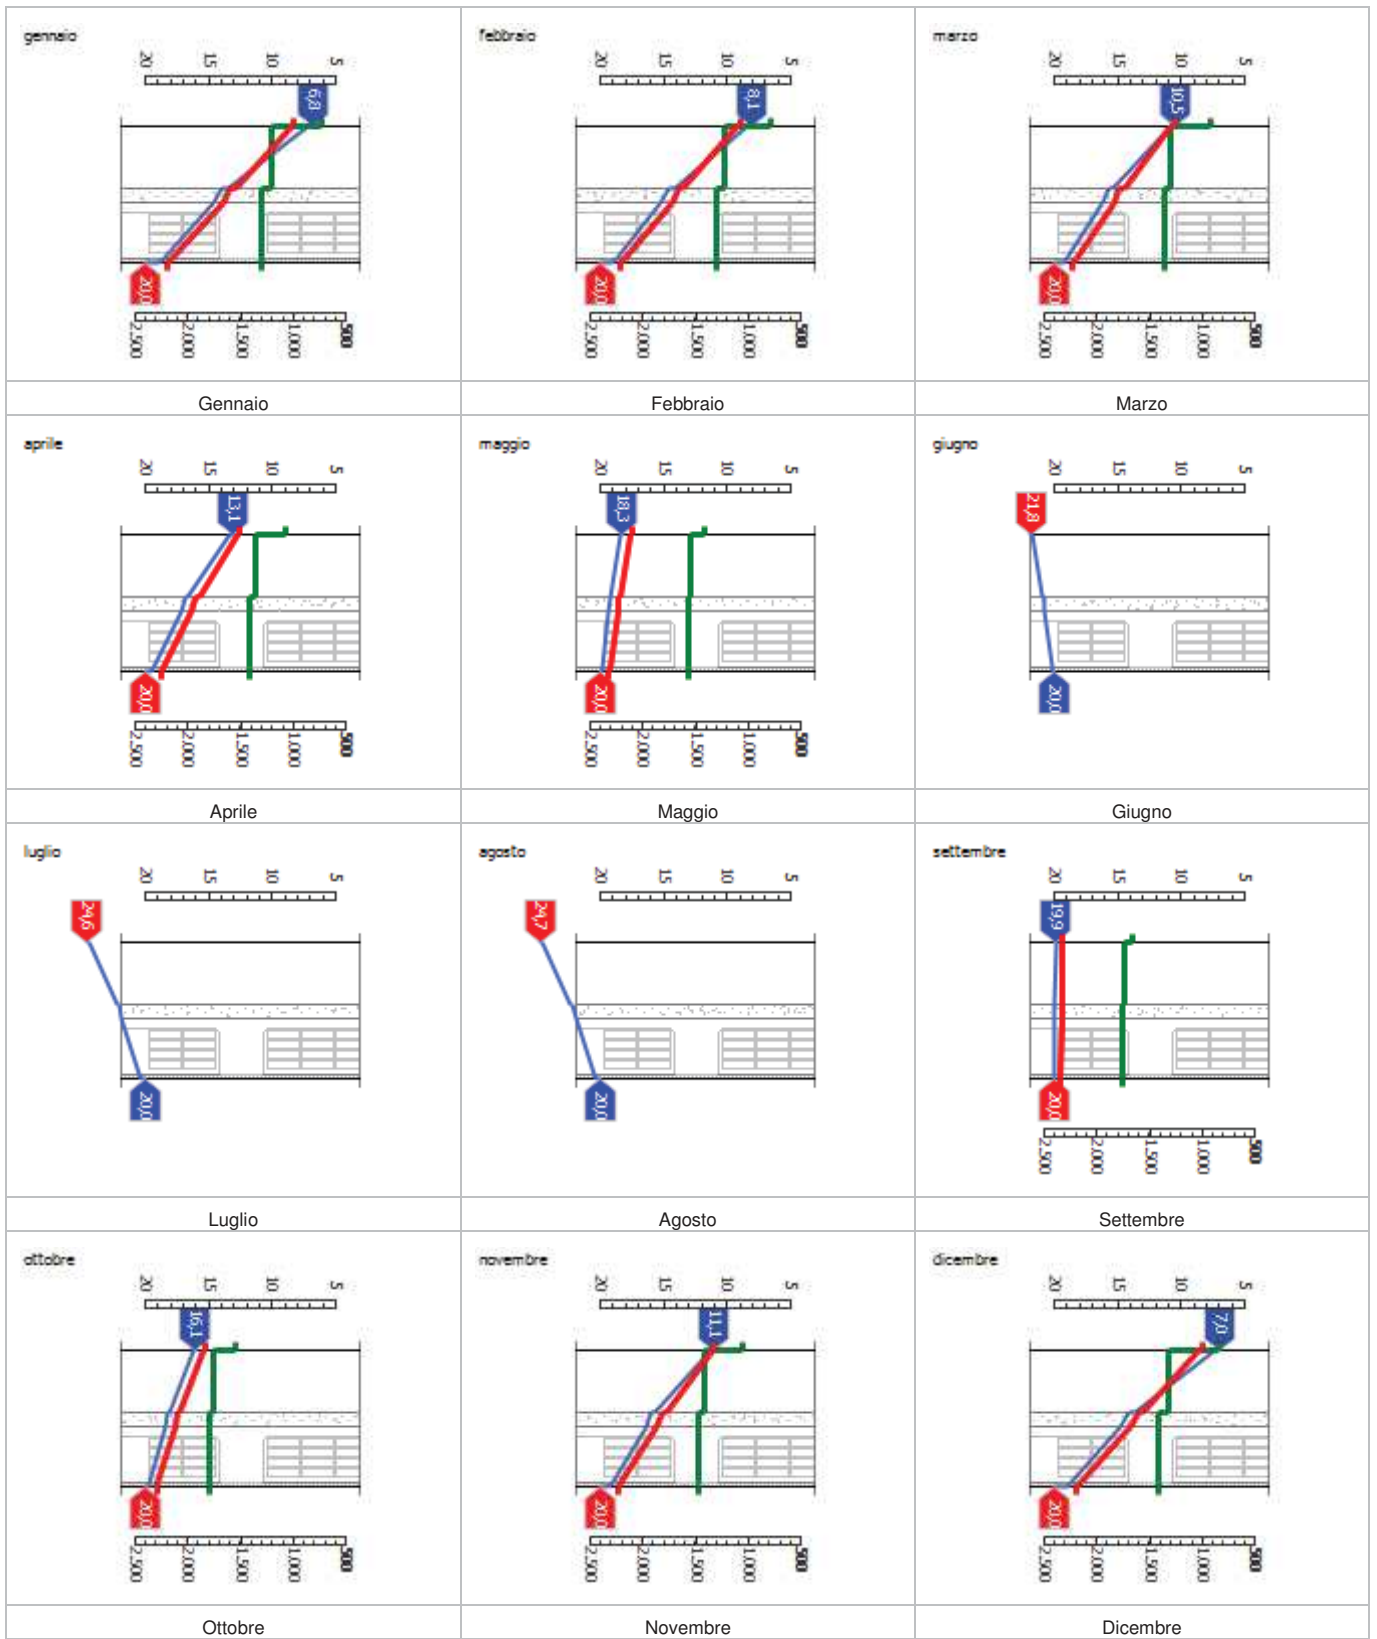 gennaio
20 15 10 5
6,8
20,0
2.500 2.000 1.500 1.000 500
Gennaio
febbraio
20 15 10 5
8,1
20,0
2.500 2.000 1.500 1.000 500
Febbraio
marzo
20 15 10 5
10,5
20,0
2.500 2.000 1.500 1.000 500
Marzo
aprile
20 15 10 5
13,1
20,0
2.500 2.000 1.500 1.000 500
Aprile
maggio
20 15 10 5
18,3
20,0
2.500 2.000 1.500 1.000 500
Maggio
giugno
20 15 10 5
21,8
20,0
Giugno
luglio
20 15 10 5
24,6
20,0
Luglio
agosto
20 15 10 5
24,7
20,0
Agosto
settembre
20 15 10 5
19,9
20,0
2.500 2.000 1.500 1.000 500
Settembre
ottobre
20 15 10 5
16,1
20,0
2.500 2.000 1.500 1.000 500
Ottobre
novembre
20 15 10 5
11,1
20,0
2.500 2.000 1.500 1.000 500
Novembre
dicembre
20 15 10 5
7,0
20,0
2.500 2.000 1.500 1.000 500
Dicembre